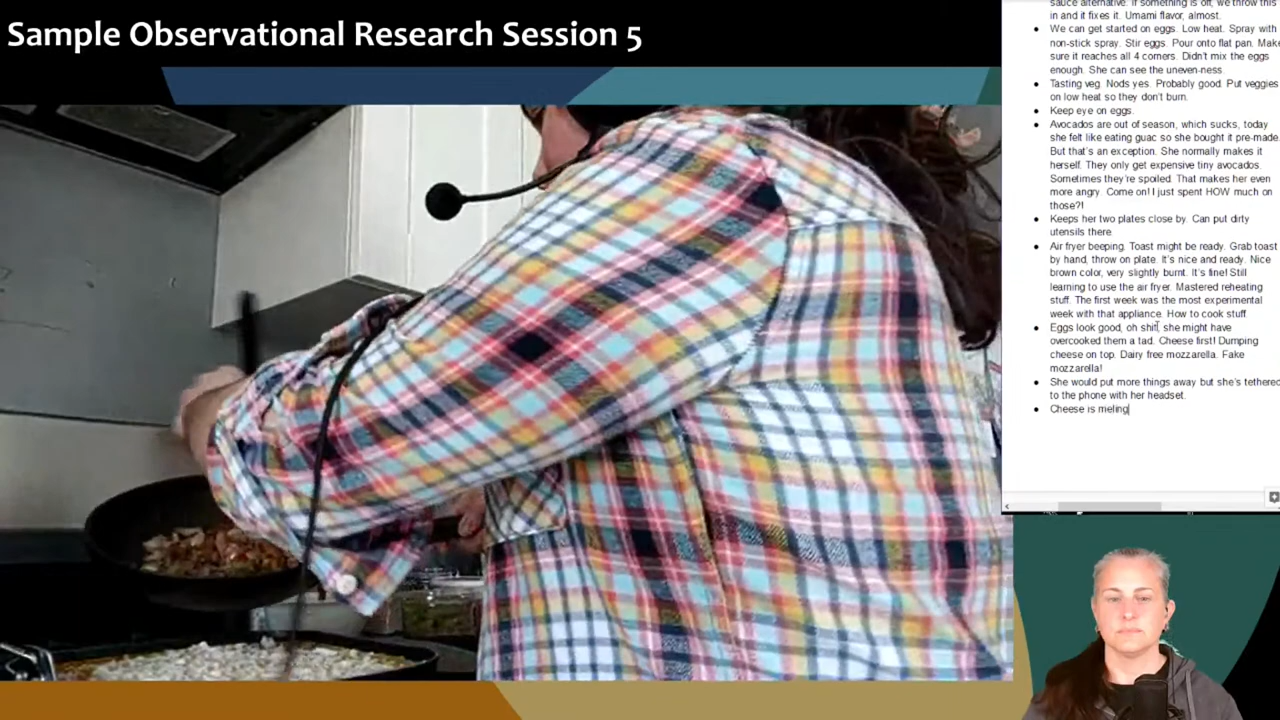 Sample Observational Research Session 5
sauce alternative. If something is off, we throw this
in and it fixes it. Umami flavor, almost.
We can get started on eggs. Low heat. Spray with
non-stick spray. Stir eggs. Pour onto flat pan. Make
sure it reaches all 4 corners. Didn't mix the eggs
enough. She can see the uneven-ness.
Tasting veg. Nods yes. Probably good. Put veggies
on low heat so they don't burn.
Keep eye on eggs.
Avocados are out of season, which sucks, today
she felt like eating guac so she bought it pre-made.
But that's an exception. She normally makes it
herself. They only get expensive tiny avocados.
Sometimes they're spoiled. That makes her even
more angry. Come on! I just spent HOW much on
those?!
Keeps her two plates close by. Can put dirty
utensils there.
Air fryer beeping. Toast might be ready. Grab toast
by hand, throw on plate. It's nice and ready. Nice
brown color, very slightly burnt. It's fine! Still
learning to use the air fryer. Mastered reheating
stuff. The first week was the most experimental
week with that appliance. How to cook stuff
Eggs look good, oh shit, she might have
overcooked them a tad. Cheese first! Dumping
cheese on top. Dairy free mozzarella. Fake
mozzarella!
She would put more things away but she's tethered
to the phone with her headset.
Cheese is mleling